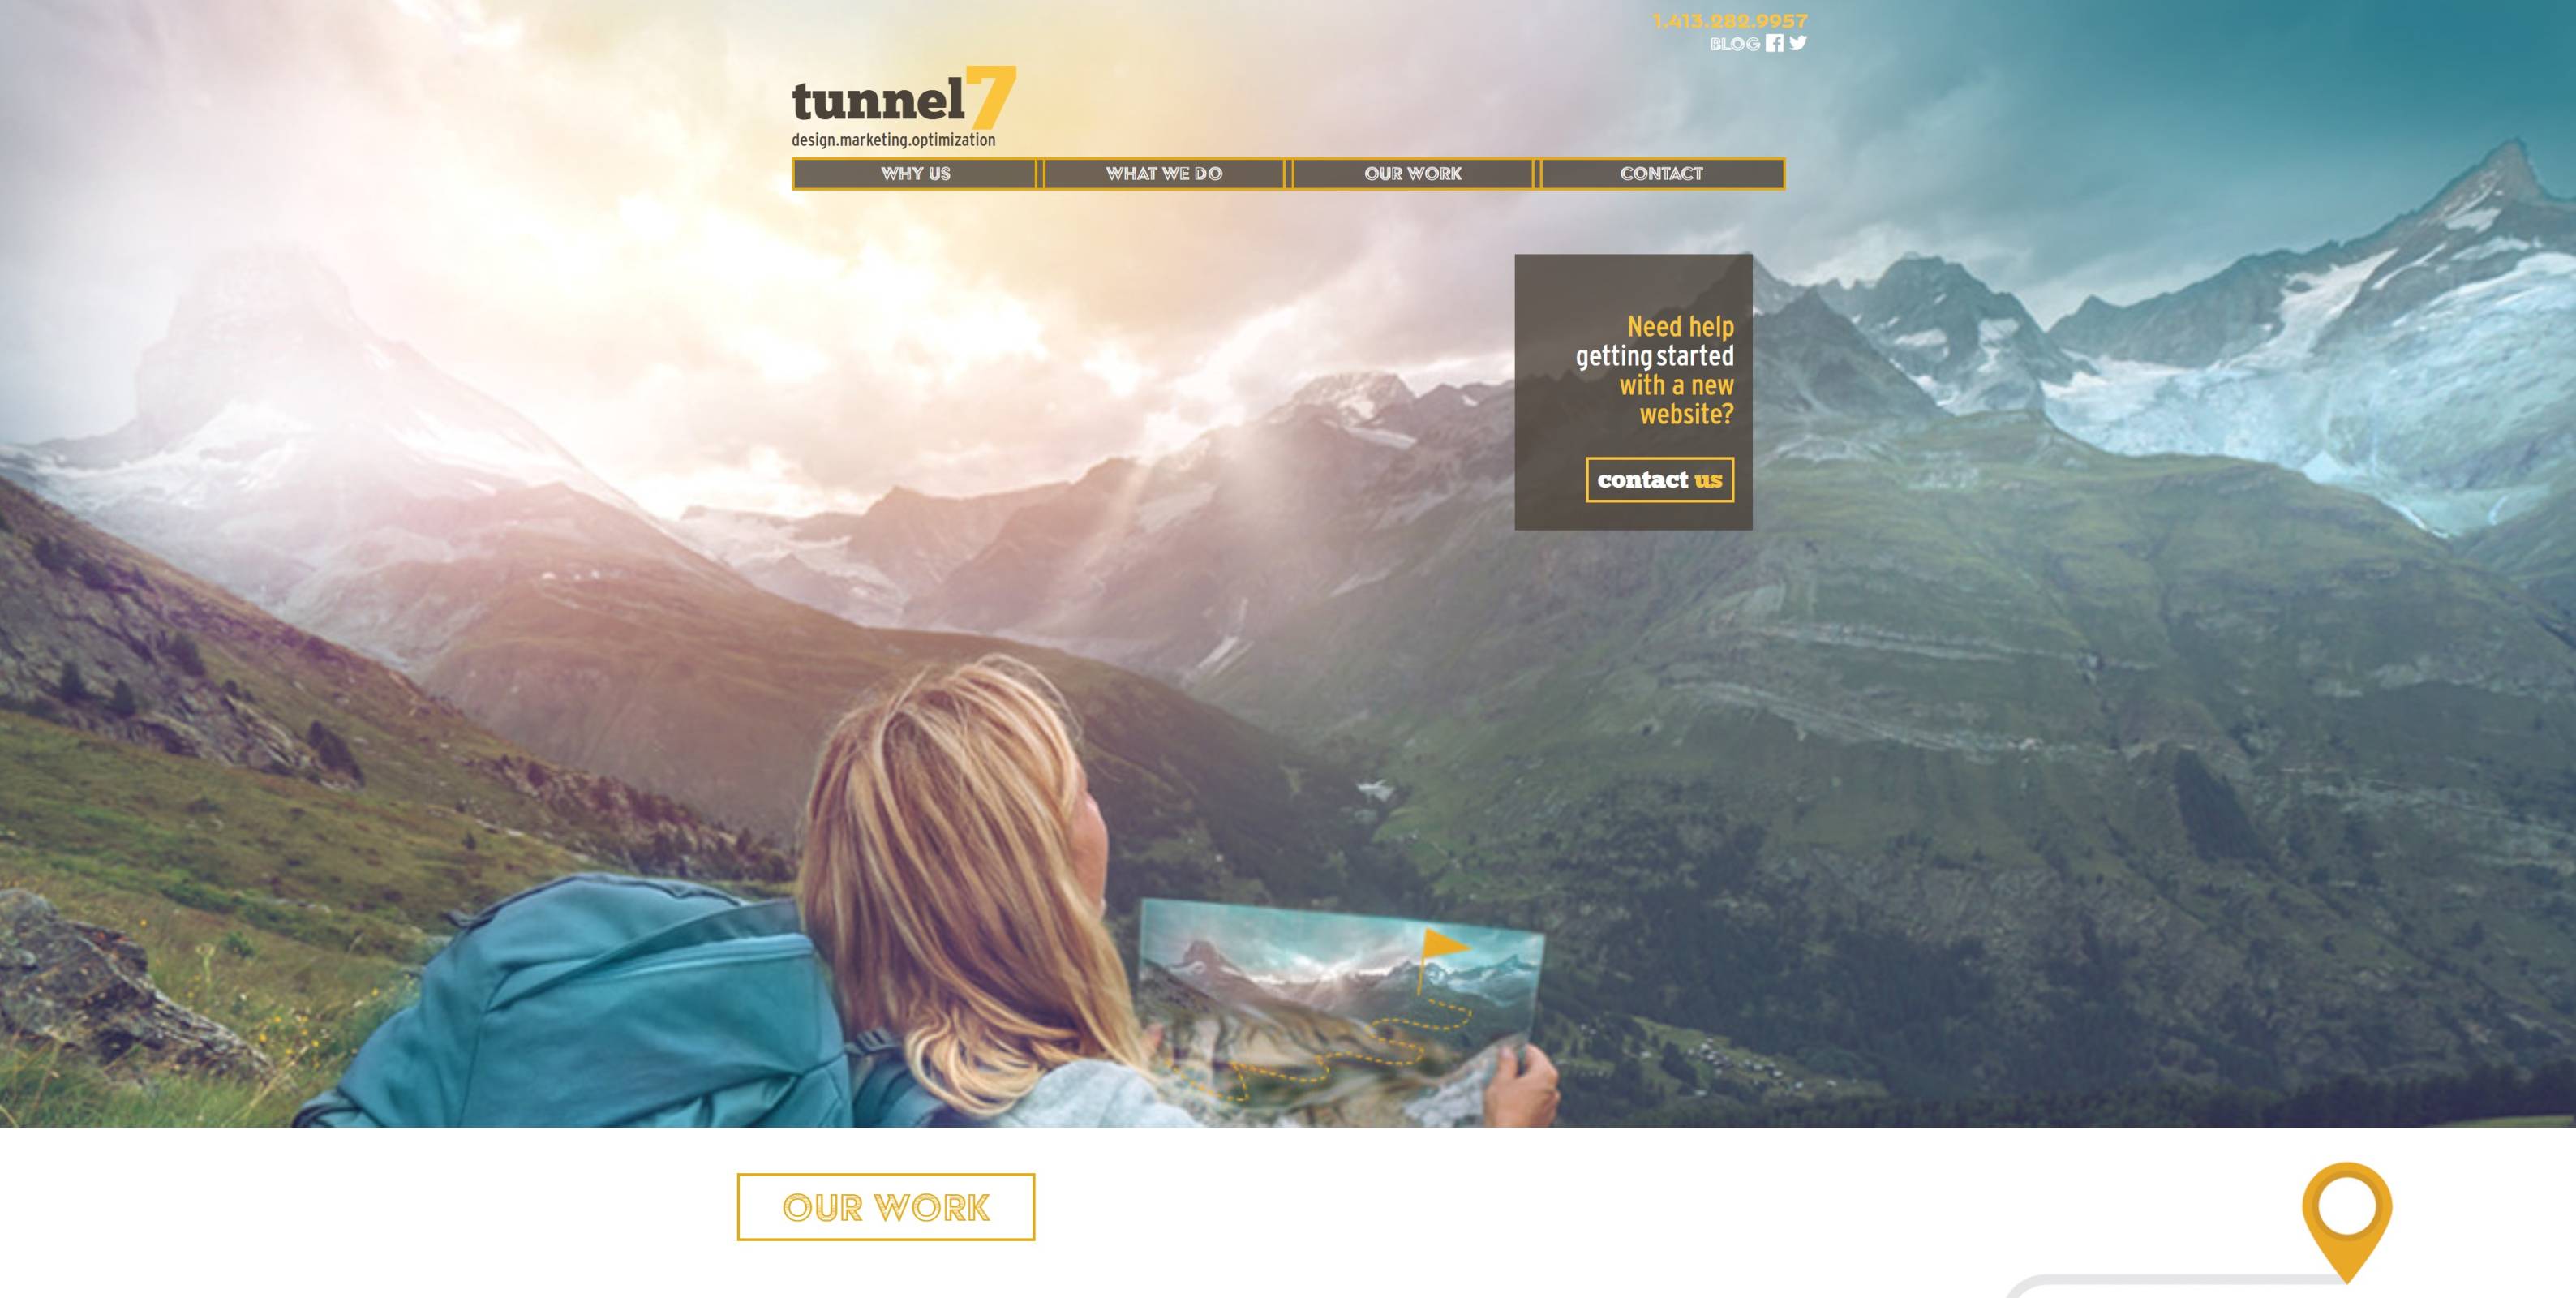 1.413.282.9957
BLOG
tunnel7
design.marketing.optimization
WHY US
WHAT WE DO
OUR WORK
CONTACT
Need help
getting started
with a new
website?
contact us
OUR WORK